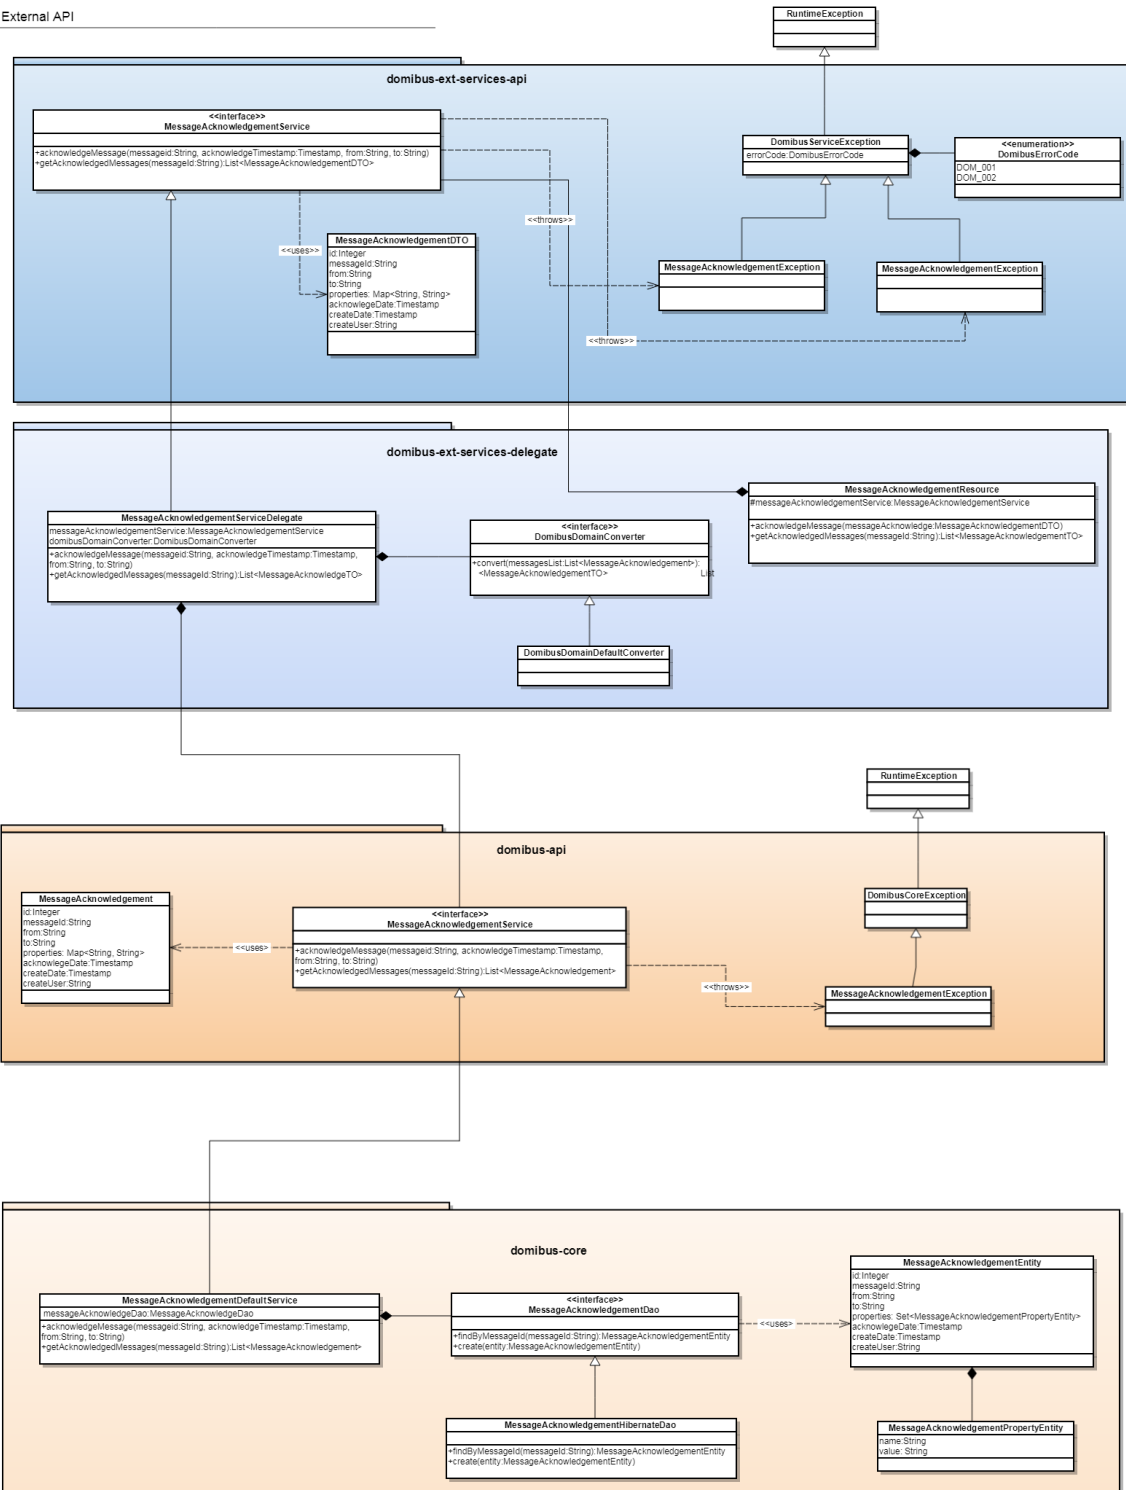 External API
RuntimeException
domibus-ext-services-api
<<interface>>
MessageAcknowledgementService
+acknowledgeMessage(messageid:String, acknowledgeTimestamp:Timestamp, from:String, to:String)
+getAcknowledgedMessages(messageId:String):List<MessageAcknowledgementDTO>
DomibusServiceException
errorCode:DomibusErrorCode
<<enumeration>>
DomibusErrorCode
DOM_001
DOM_002
<<throws>>
<<uses>>
MessageAcknowledgementDTO
id:Integer
messageId:String
from:String
to:String
properties: Map<String, String>
acknowlegeDate:Timestamp
createDate:Timestamp
createUser:String
MessageAcknowledgementException
MessageAcknowledgementException
<<throws>>
domibus-ext-services-delegate
MessageAcknowledgementServiceDelegate
messageAcknowledgementService:MessageAcknowledgementService
domibusDomainConverter:DomibusDomainConverter
+acknowledgeMessage(messageid:String, acknowledgeTimestamp:Timestamp,
from:String, to:String)
+getAcknowledgedMessages(messageId:String):List<MessageAcknowledgeTO>
<<interface>>
DomibusDomainConverter
+convert(messagesList:List<MessageAcknowledgement>):
<MessageAcknowledgementTO> List
MessageAcknowledgementResource
#messageAcknowledgementService:MessageAcknowledgementService
+acknowledgeMessage(messageAcknowledge:MessageAcknowledgementDTO)
+getAcknowledgedMessages(messageId:String):List<MessageAcknowledgementTO>
DomibusDomainDefaultConverter
RuntimeException
domibus-api
MessageAcknowledgement
id:Integer
messageId:String
from:String
to:String
properties: Map<String, String>
acknowlegeDate:Timestamp
createDate:Timestamp
createUser:String
<<uses>
<<interface>>
MessageAcknowledgementService
+acknowledgeMessage(messageid:String, acknowledgeTimestamp:Timestamp,
from:String, to:String)
+getAcknowledgedMessages(messageId:String):List<MessageAcknowledgement>
DomibusCoreException
<<throws>>
MessageAcknowledgementException
domibus-core
MessageAcknowledgementDefaultService
messageAcknowledgeDao:MessageAcknowledgeDao
+acknowledgeMessage(messageid:String, acknowledgeTimestamp:Timestamp,
from:String, to:String)
+getAcknowledgedMessages(messageId:String):List<MessageAcknowledgement>
<<interface>>
MessageAcknowledgementDao
+findByMessageId(messageId:String):MessageAcknowledgementEntity
+create(entity:MessageAcknowledgementEntity)
<<uses>>
MessageAcknowledgementEntity
id:Integer
messageId:String
from:String
to:String
properties: Set<MessageAcknowledgementPropertyEntity>
acknowlegeDate:Timestamp
createDate:Timestamp
createUser:String
MessageAcknowledgementHibernateDao
+findByMessageId(messageId:String):MessageAcknowledgementEntity
+create(entity:MessageAcknowledgementEntity)
MessageAcknowledgementPropertyEntity
name:String
value: String